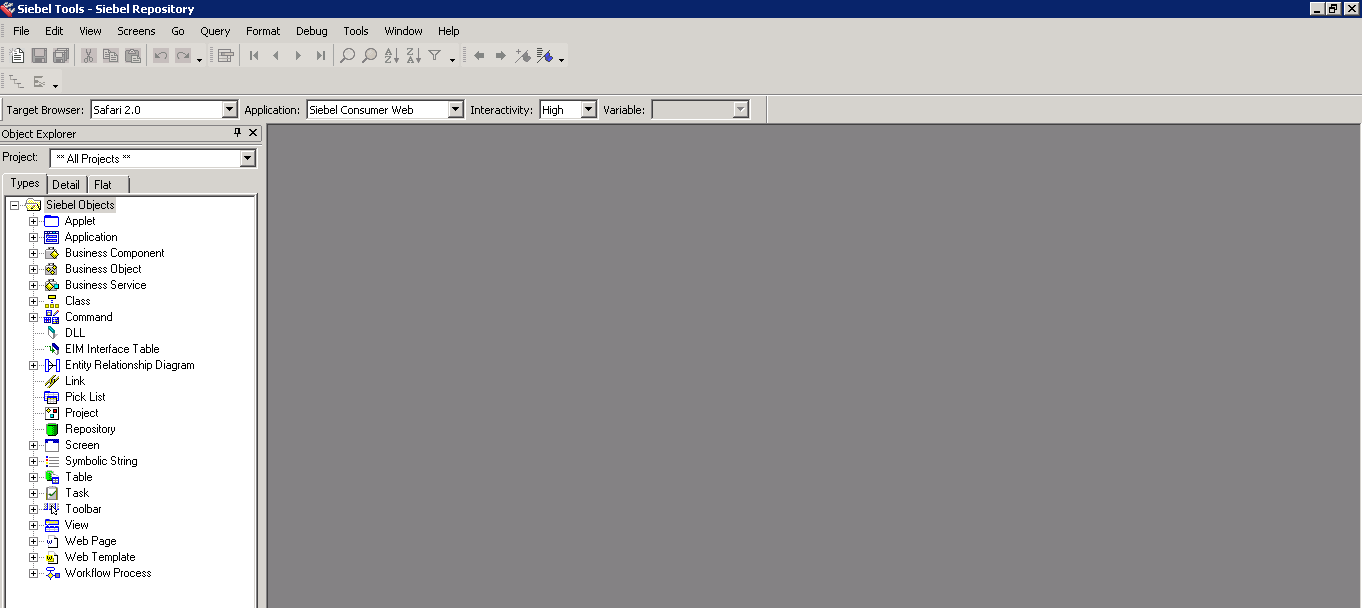 Siebel Tools - Siebel Repository
File Edit View Screens Go Query Format Debug Tools Window Help
Target Browser: Safari 2.0 Application: Siebel Consumer Web Interactivity: High Variable:
Object Explorer
Project: ** All Projects **
Types Detail Flat
Siebel Objects
Applet
Application
Business Component
Business Object
Business Service
Class
Command
DLL
EIM Interface Table
Entity Relationship Diagram
Link
Pick List
Project
Repository
Screen
Symbolic String
Table
Task
Toolbar
View
Web Page
Web Template
Workflow Process